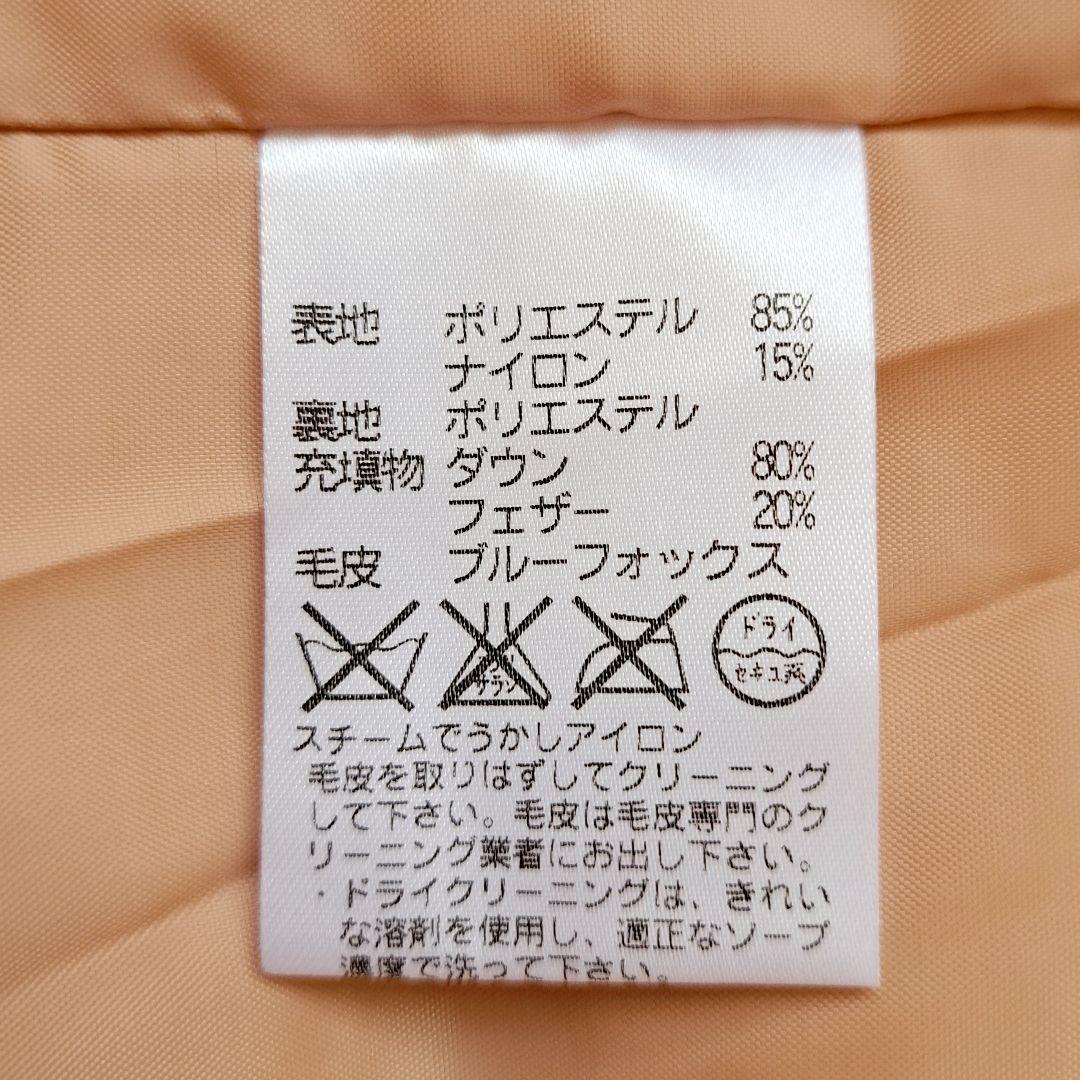 表地 ポリエステル 85%
ナイロン 15%
裏地 ポリエステル
充填物 ダウン 80%
フェザー 20%
毛皮 ブルーフォックス
サラシ
ドライ
セキユ系
スチームでうかしアイロン
毛皮を取りはずしてクリーニング
して下さい。毛皮は毛皮専門のク
リーニング業者にお出し下さい。
・ドライクリーニングは、きれい
な溶剤を使用し、適正なソープ
濃度で洗って下さい。